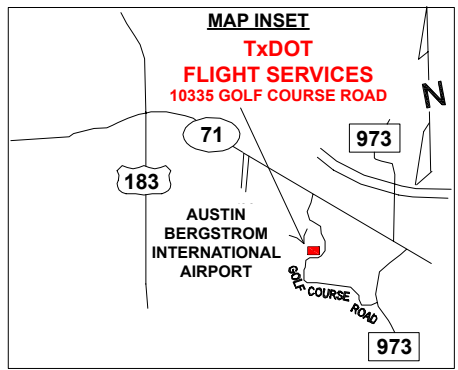 MAP INSET
TxDOT
FLIGHT SERVICES
10335 GOLF COURSE ROAD
N
71
973
183
AUSTIN
BERGSTROM
INTERNATIONAL
AIRPORT
GOLF COURSE ROAD
973